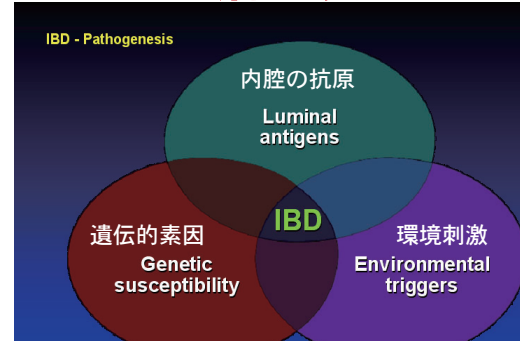 IBD - Pathogenesis
内腔の抗原
Luminal
antigens
IBD
遺伝的素因
Genetic
susceptibility
環境刺激
Environmental
triggers